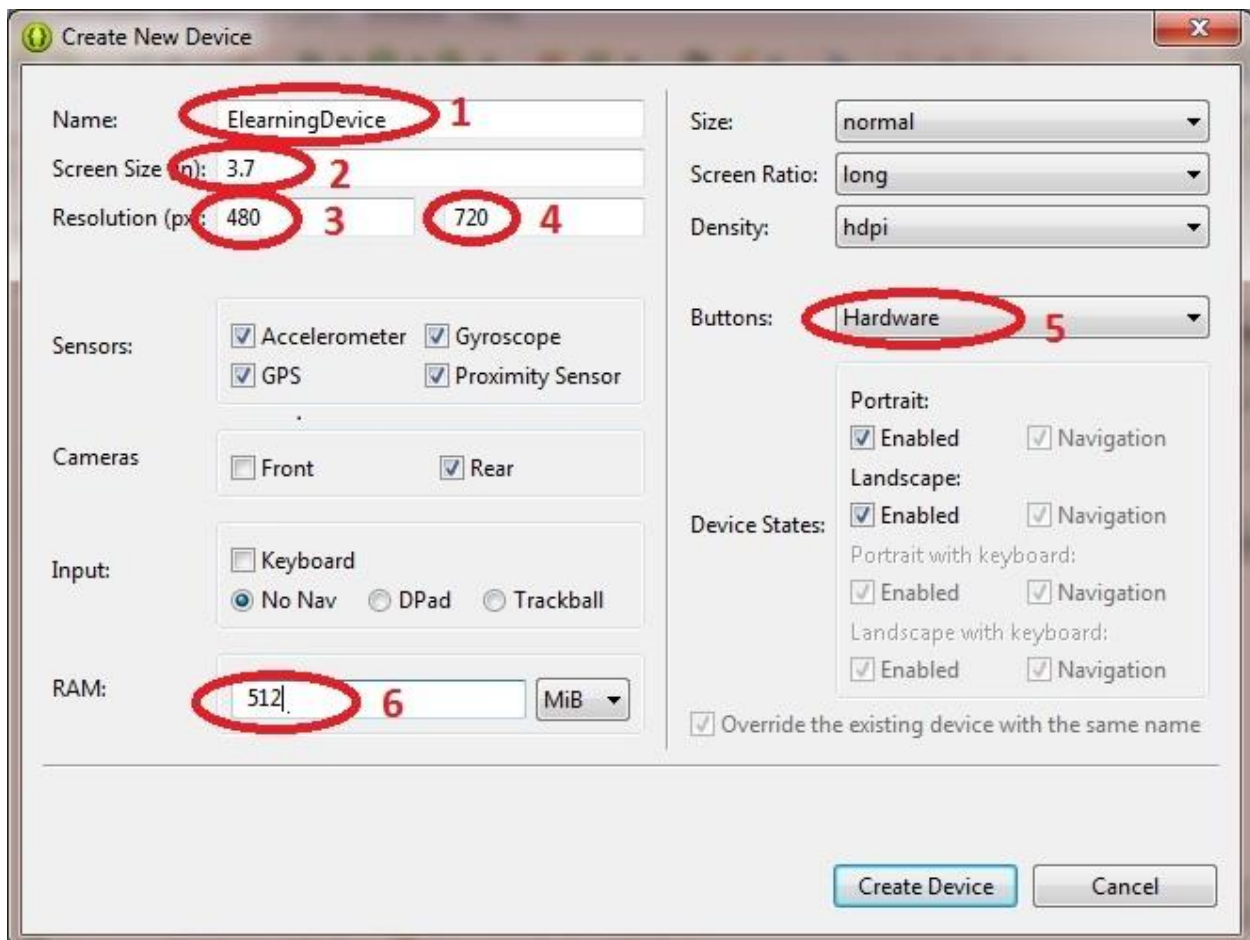 Create New Device
Name: ElearningDevice 1
Screen Size (in): 3.7 2
Resolution (px: 480 3 720 4
Sensors:
Accelerometer Gyroscope
GPS Proximity Sensor
Cameras
Front Rear
Input:
Keyboard
No Nav DPad Trackball
RAM: 512 6 MiB
Size: normal
Screen Ratio: long
Density: hdpi
Buttons: Hardware 5
Device States:
Portrait:
Enabled Navigation
Landscape:
Enabled Navigation
Portrait with keyboard:
Enabled Navigation
Landscape with keyboard:
Enabled Navigation
Override the existing device with the same name
Create Device Cancel